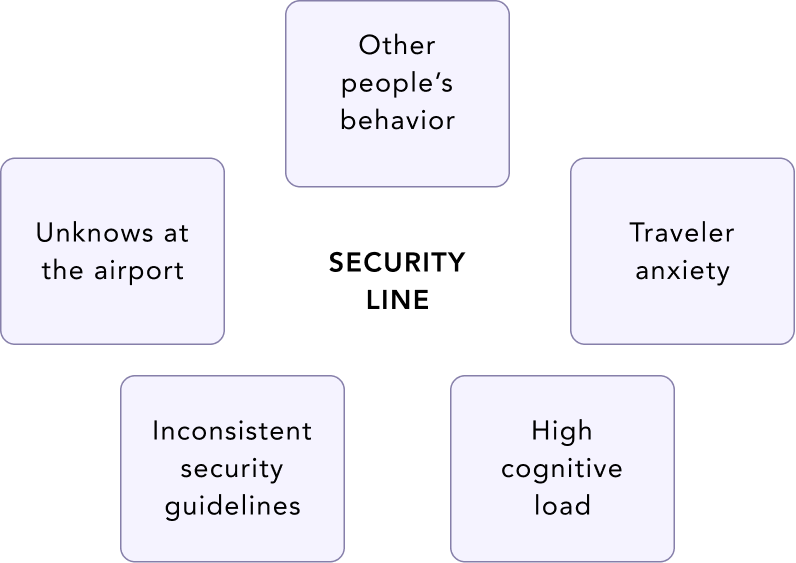 Other
people's
behavior
Unknows at
the airport
Traveler
anxiety
SECURITY
LINE
Inconsistent
security
guidelines
High
cognitive
load